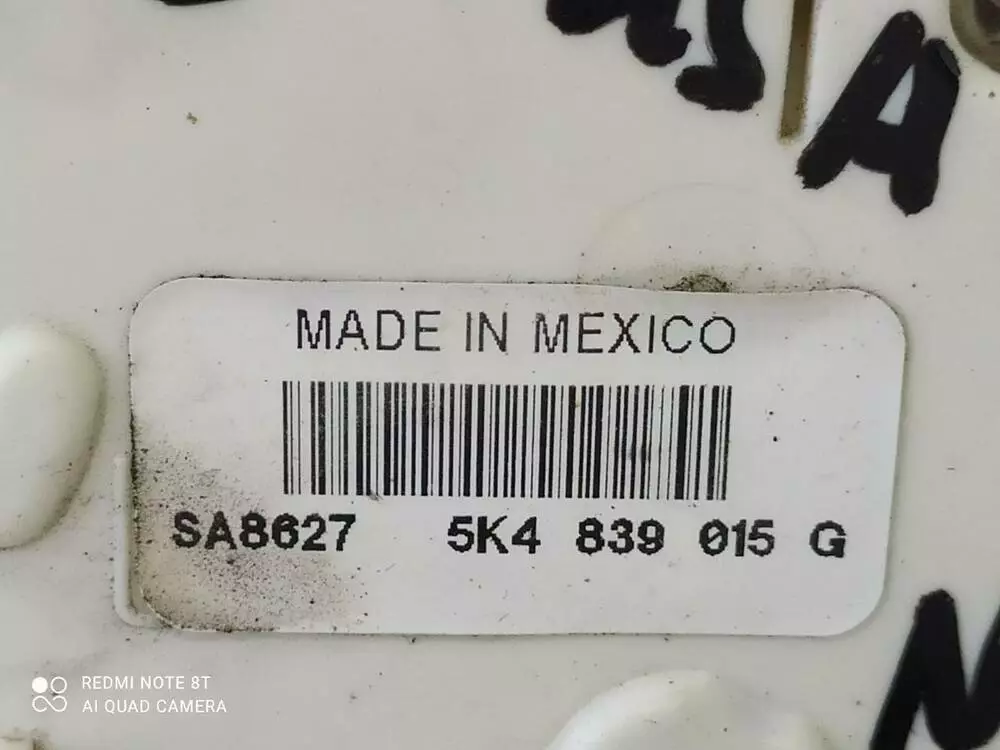 A
MADE IN MEXICO
SA8627 5K4 839 015 G
REDMI NOTE 8T
AI QUAD CAMERA